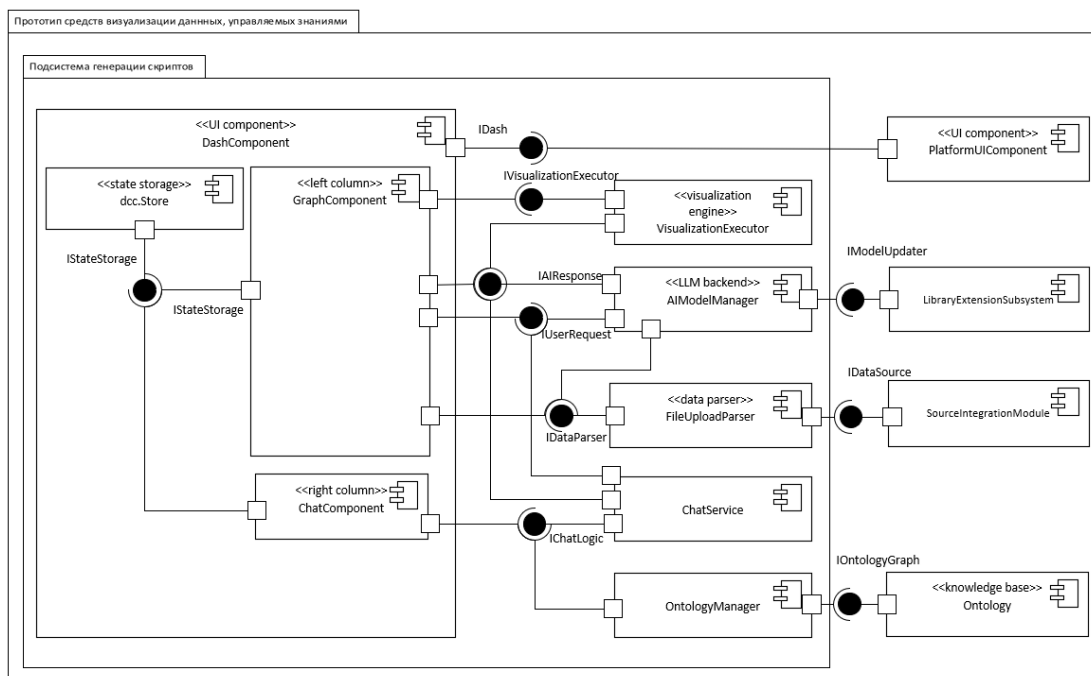 Прототип средств визуализации даннных, управляемых знаниями
Подсистема генерации скриптов
<<UI component>>
DashComponent
IDash
<<UI component>>
PlatformUIComponent
<<state storage>>
dcc.Store
<<left column>>
GraphComponent
IVisualizationExecutor
<<visualization
engine>>
VisualizationExecutor
IStateStorage
IStateStorage
IAIResponse
<<LLM backend>>
AIModelManager
IModelUpdater
LibraryExtensionSubsystem
IUserRequest
IDataParser
<<data parser>>
FileUploadParser
IDataSource
SourceIntegrationModule
<<right column>>
ChatComponent
IChatLogic
ChatService
OntologyManager
IOntologyGraph
<<knowledge base>>
Ontology